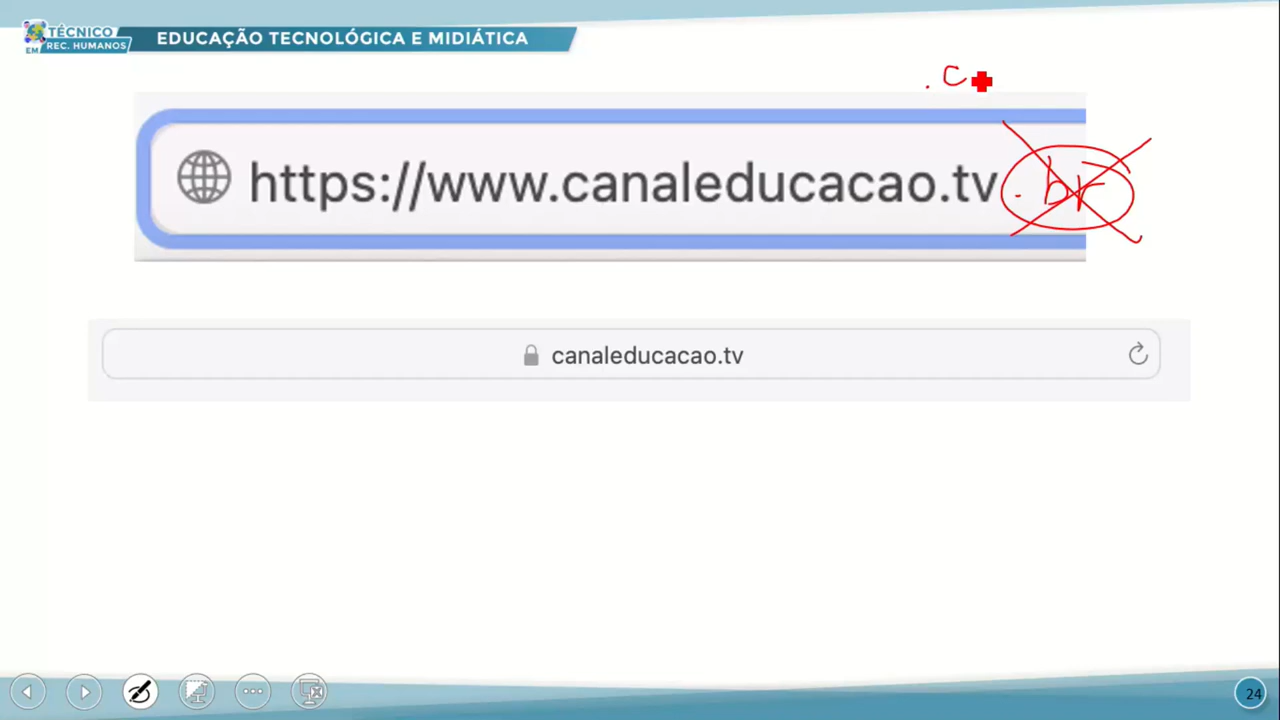 TÉCNICO
EM REC. HUMANOS
EDUCAÇÃO TECNOLÓGICA E MIDIÁTICA
. C
https://www.canaleducacao.tv
. br
canaleducacao.tv
24